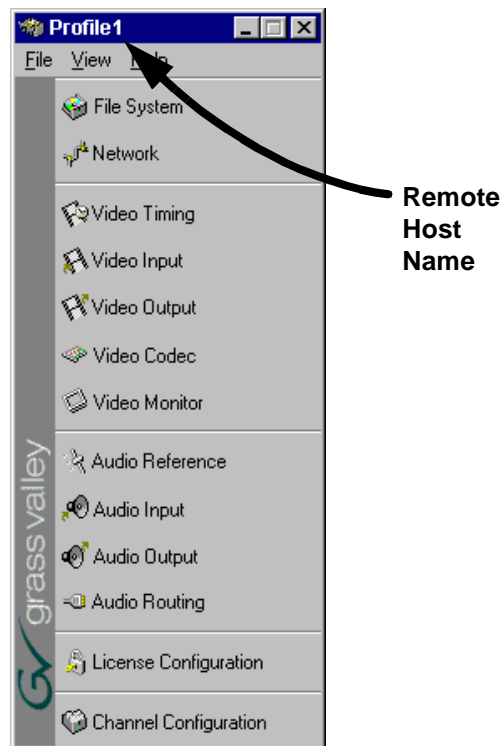 Profile1
File View Help
File System
Network
Video Timing
Remote
Host
Name
Video Input
Video Output
Video Codec
Video Monitor
Audio Reference
Audio Input
Audio Output
Audio Routing
License Configuration
Channel Configuration
grass valley